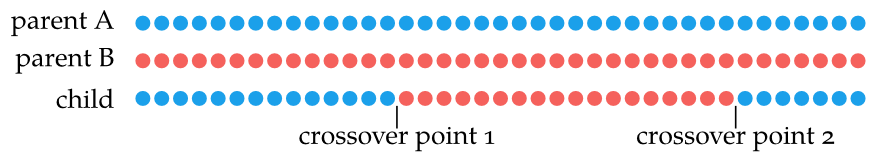 parent A
parent B
child
crossover point 1
crossover point 2